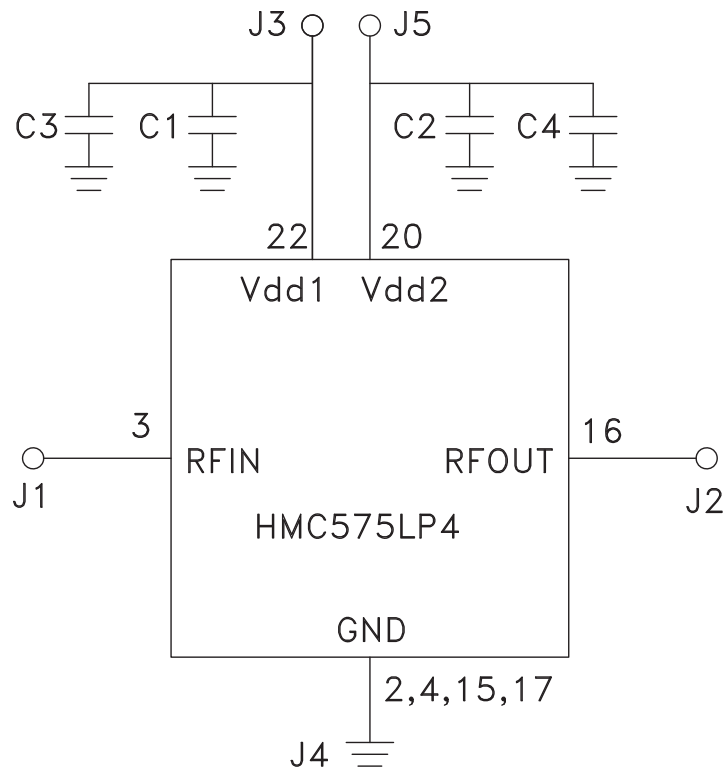 J3
J5
C3
C1
C2
C4
22
20
Vdd1
Vdd2
3
16
RFIN
RFOUT
J1
J2
HMC575LP4
GND
2,4,15,17
J4